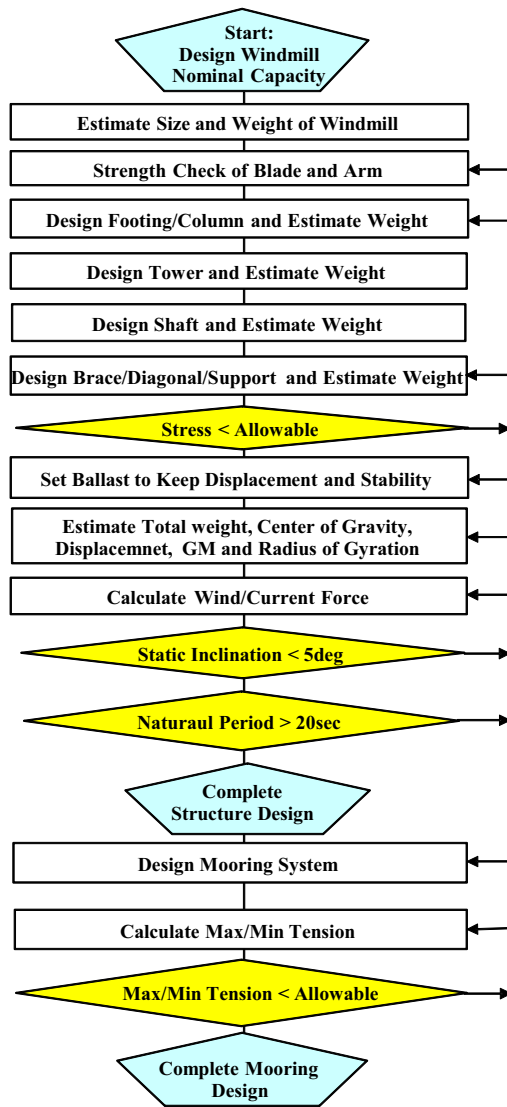 Start:
Design Windmill
Nominal Capacity
Estimate Size and Weight of Windmill
Strength Check of Blade and Arm
Design Footing/Column and Estimate Weight
Design Tower and Estimate Weight
Design Shaft and Estimate Weight
Design Brace/Diagonal/Support and Estimate Weight
Stress < Allowable
Set Ballast to Keep Displacement and Stability
Estimate Total weight, Center of Gravity,
Displacemnet, GM and Radius of Gyration
Calculate Wind/Current Force
Static Inclination < 5deg
Naturaul Period > 20sec
Complete
Structure Design
Design Mooring System
Calculate Max/Min Tension
Max/Min Tension < Allowable
Complete Mooring
Design